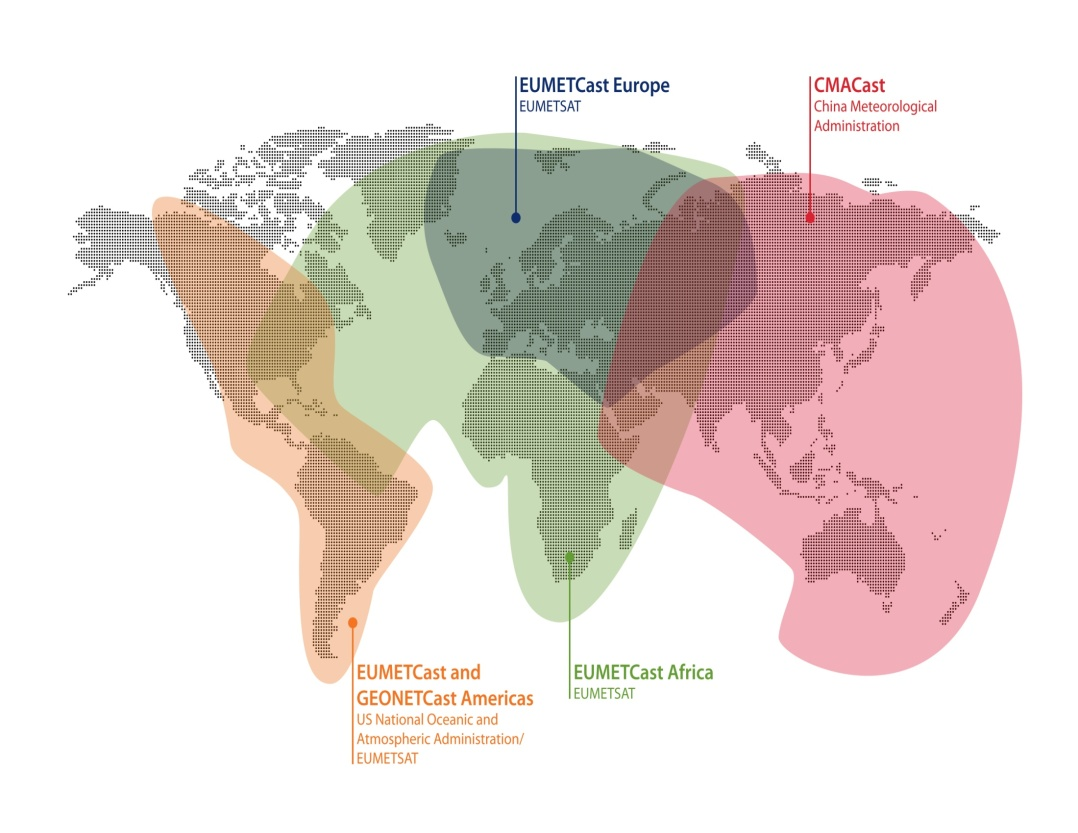 EUMETCast Europe
EUMETSAT
CMACast
China Meteorological
Administration
EUMETCast and
GEONETCast Americas
US National Oceanic and
Atmospheric Administration/
EUMETSAT
EUMETCast Africa
EUMETSAT